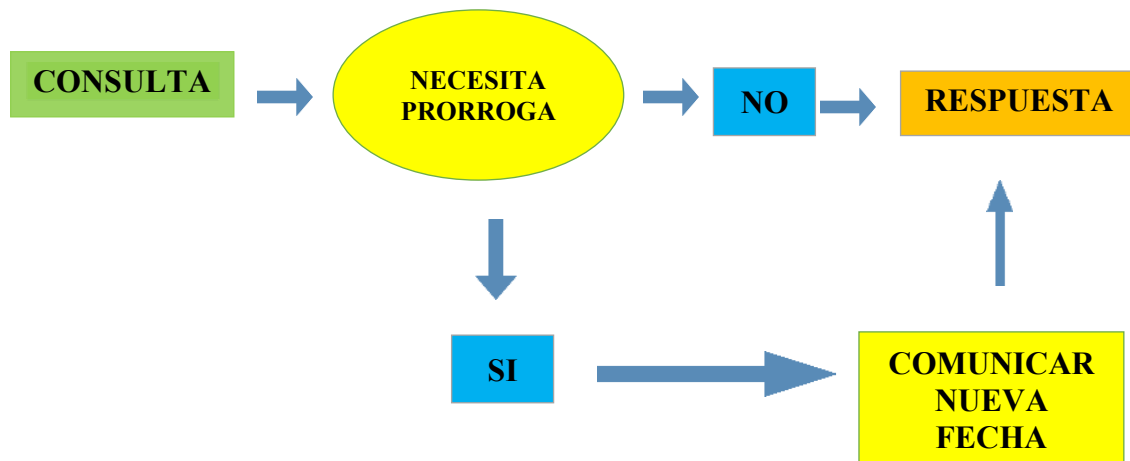 CONSULTA
NECESITA
PRORROGA
NO
RESPUESTA
SI
COMUNICAR
NUEVA
FECHA